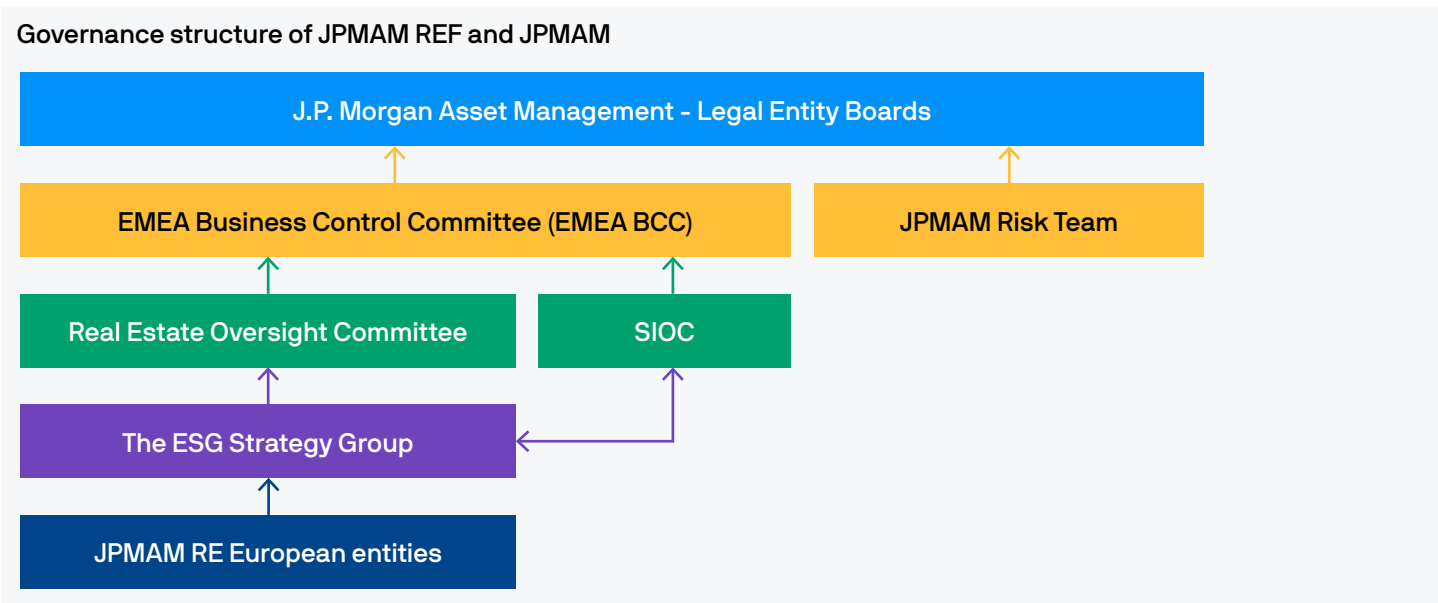 Governance structure of JPMAM REF and JPMAM
J.P. Morgan Asset Management - Legal Entity Boards
EMEA Business Control Committee (EMEA BCC)
JPMAM Risk Team
Real Estate Oversight Committee
SIOC
The ESG Strategy Group
JPMAM RE European entities